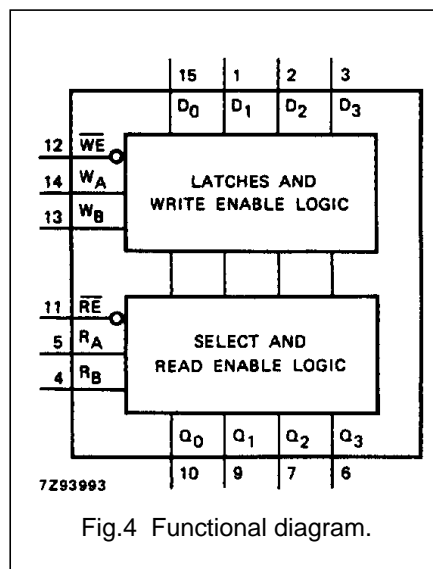 15 1 2 3
D0 D1 D2 D3
12 W̅E̅
14 WA
13 WB
LATCHES AND
WRITE ENABLE LOGIC
11 R̅E̅
5 RA
4 RB
SELECT AND
READ ENABLE LOGIC
Q0 Q1 Q2 Q3
10 9 7 6
7Z93993
Fig.4 Functional diagram.